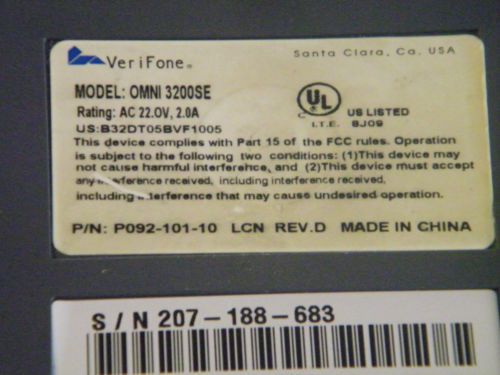 VeriFone®
Santa Clara, Ca. USA
MODEL: OMNI 3200SE
Rating: AC 22.0V, 2.0A
US:B32DT05BVF1005
C UL ®
US LISTED
I.T.E. 8J09
This device complies with Part 15 of the FCC rules. Operation
is subject to the following two conditions: (1)This device may
not cause harmful interference, and (2)This device must accept
any interference received, including interference received,
including interference that may cause undesired operation.
P/N: P092-101-10 LCN REV.D MADE IN CHINA
S/N 207-188-683